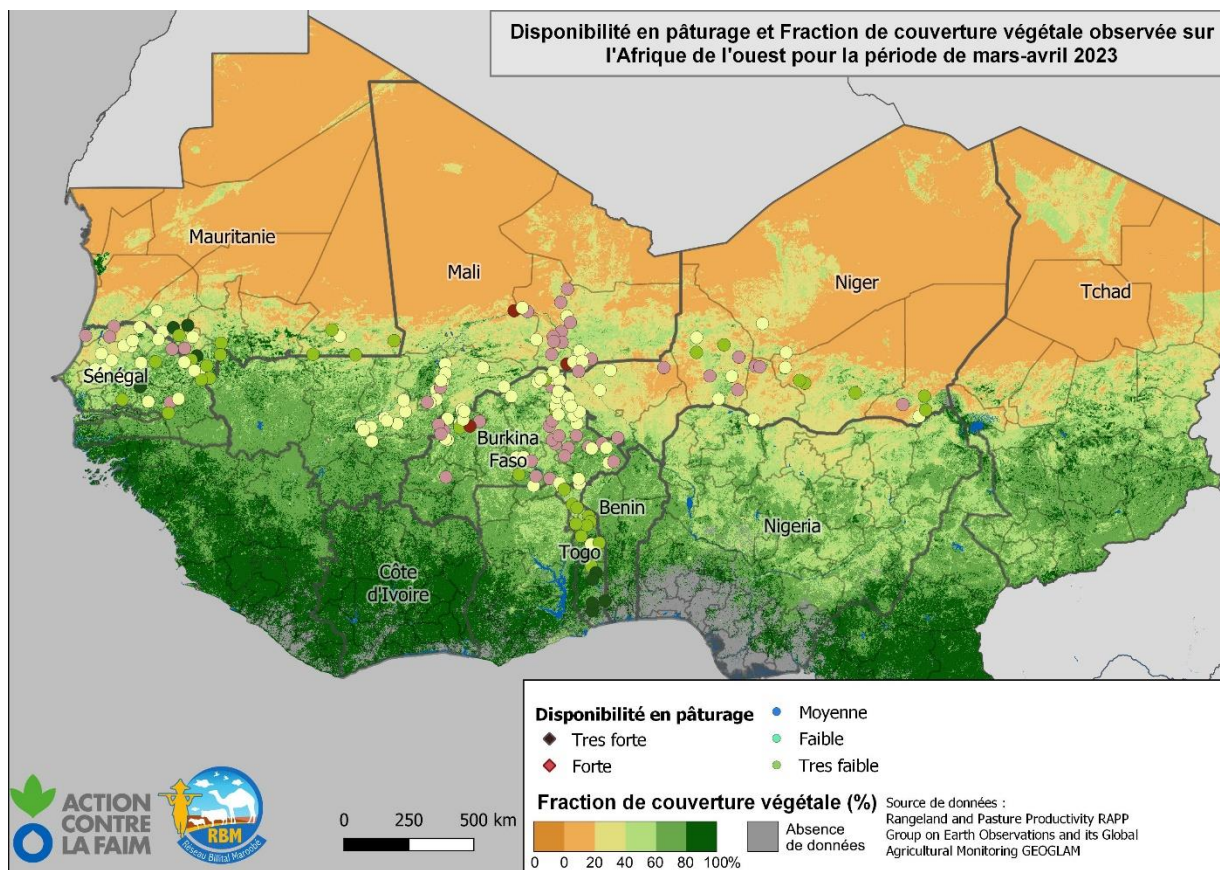 Disponibilité en pâturage et Fraction de couverture végétale observée sur
l'Afrique de l'ouest pour la période de mars-avril 2023
Mauritanie
Mali
Niger
Tchad
Sénégal
Burkina
Faso
Benin
Nigeria
Togo
Côte
d'Ivoire
Disponibilité en pâturage
Tres forte
Forte
Moyenne
Faible
Tres faible
Fraction de couverture végétale (%)
0 0 20 40 60 80 100%
Absence
de données
Source de données :
Rangeland and Pasture Productivity RAPP
Group on Earth Observations and its Global
Agricultural Monitoring GEOGLAM
0 250 500 km
ACTION
CONTRE
LA FAIM
RBM
Reseau Billital Maroobe